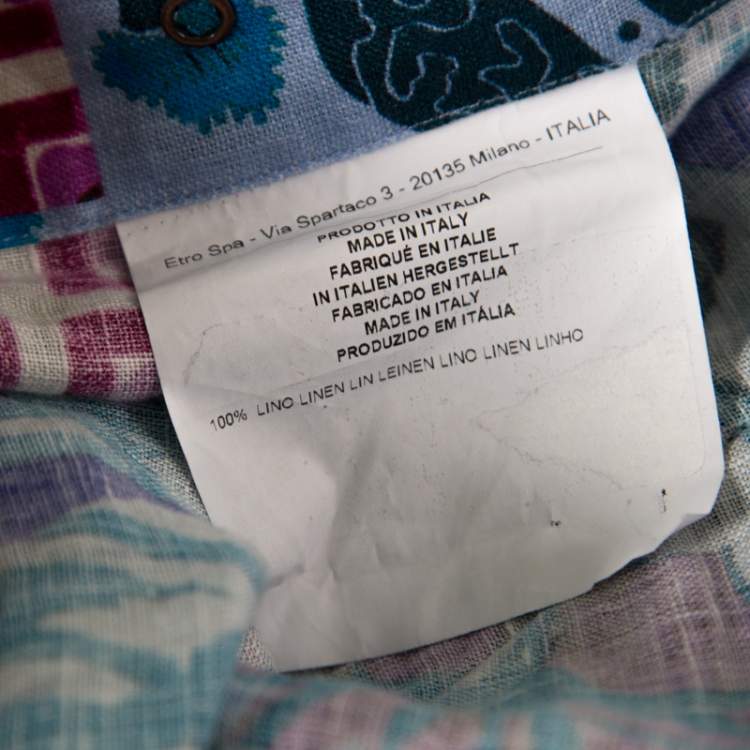 Etro Spa - Via Spartaco 3 - 20135 Milano - ITALIA
PRODOTTO IN ITALIA
MADE IN ITALY
FABRIQUÉ EN ITALIE
IN ITALIEN HERGESTELLT
FABRICADO EN ITALIA
MADE IN ITALY
PRODUZIDO EM ITÁLIA
100% LINO LINEN LIN LEINEN LINO LINEN LINHO